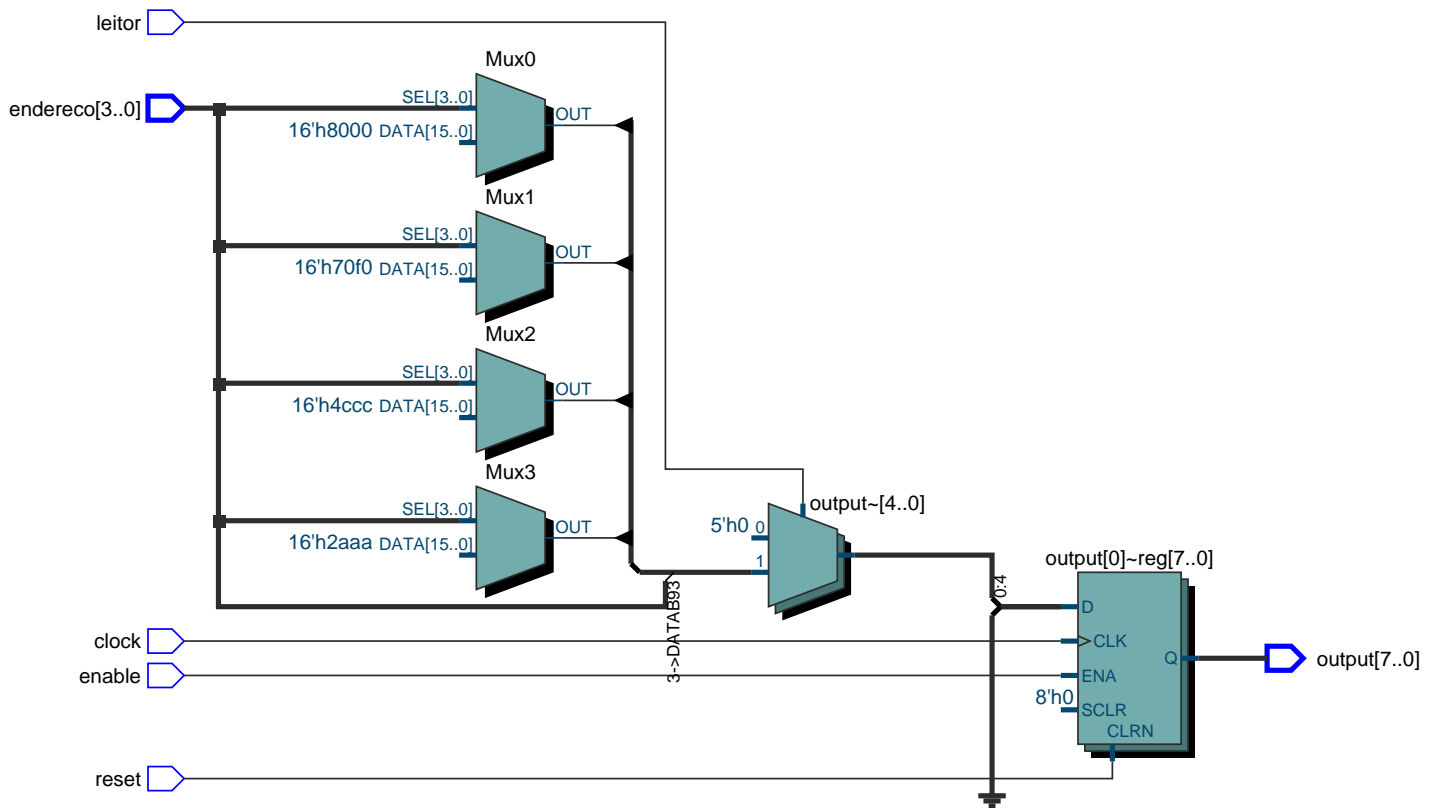 leitor
endereco[3..0]
Mux0
SEL[3..0]
16'h8000 DATA[15..0]
OUT
Mux1
SEL[3..0]
16'h70f0 DATA[15..0]
OUT
Mux2
SEL[3..0]
16'h4ccc DATA[15..0]
OUT
Mux3
SEL[3..0]
16'h2aaa DATA[15..0]
OUT
output~[4..0]
5'h0 0
1
3->DATAB93
0:4
output[0]~reg[7..0]
D
CLK
ENA
8'h0 SCLR
CLRN
Q
output[7..0]
clock
enable
reset